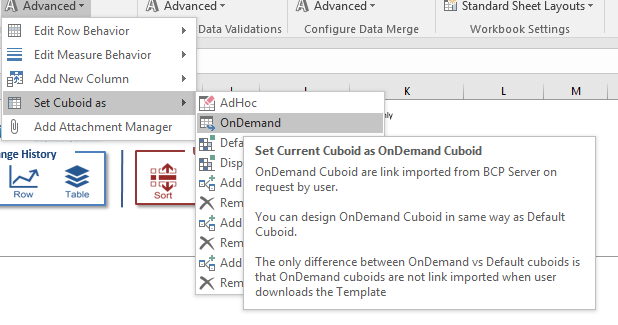 Advanced
Advanced
Advanced
Standard Sheet Layouts
Data Validations
Configure Data Merge
Workbook Settings
Edit Row Behavior
Edit Measure Behavior
Add New Column
Set Cuboid as
Add Attachment Manager
K
L
M
AdHoc
OnDemand
Defa
Disp
Add
Rem
Add
Rem
Add
Rem
nly
nge History
Row
Table
Sort
Set Current Cuboid as OnDemand Cuboid
OnDemand Cuboid are link imported from BCP Server on
request by user.
You can design OnDemand Cuboid in same way as Default
Cuboid.
The only difference between OnDemand vs Default cuboids is
that OnDemand cuboids are not link imported when user
downloads the Template